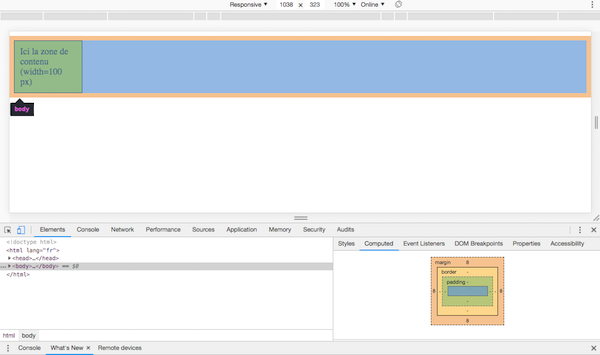 Responsive ▼ 1038 × 323 100% ▼ Online ▼
Ici la zone de
contenu
(width=100
px)
body
Elements Console Network Performance Sources Application Memory Security Audits
<!doctype html>
<html lang="fr">
<head>…</head>
<body>…</body> == $0
</html>
html body
Styles Computed Event Listeners DOM Breakpoints Properties Accessibility
margin 8
border -
padding -
8 - - - - 8
-
-
8
Console What's New × Remote devices